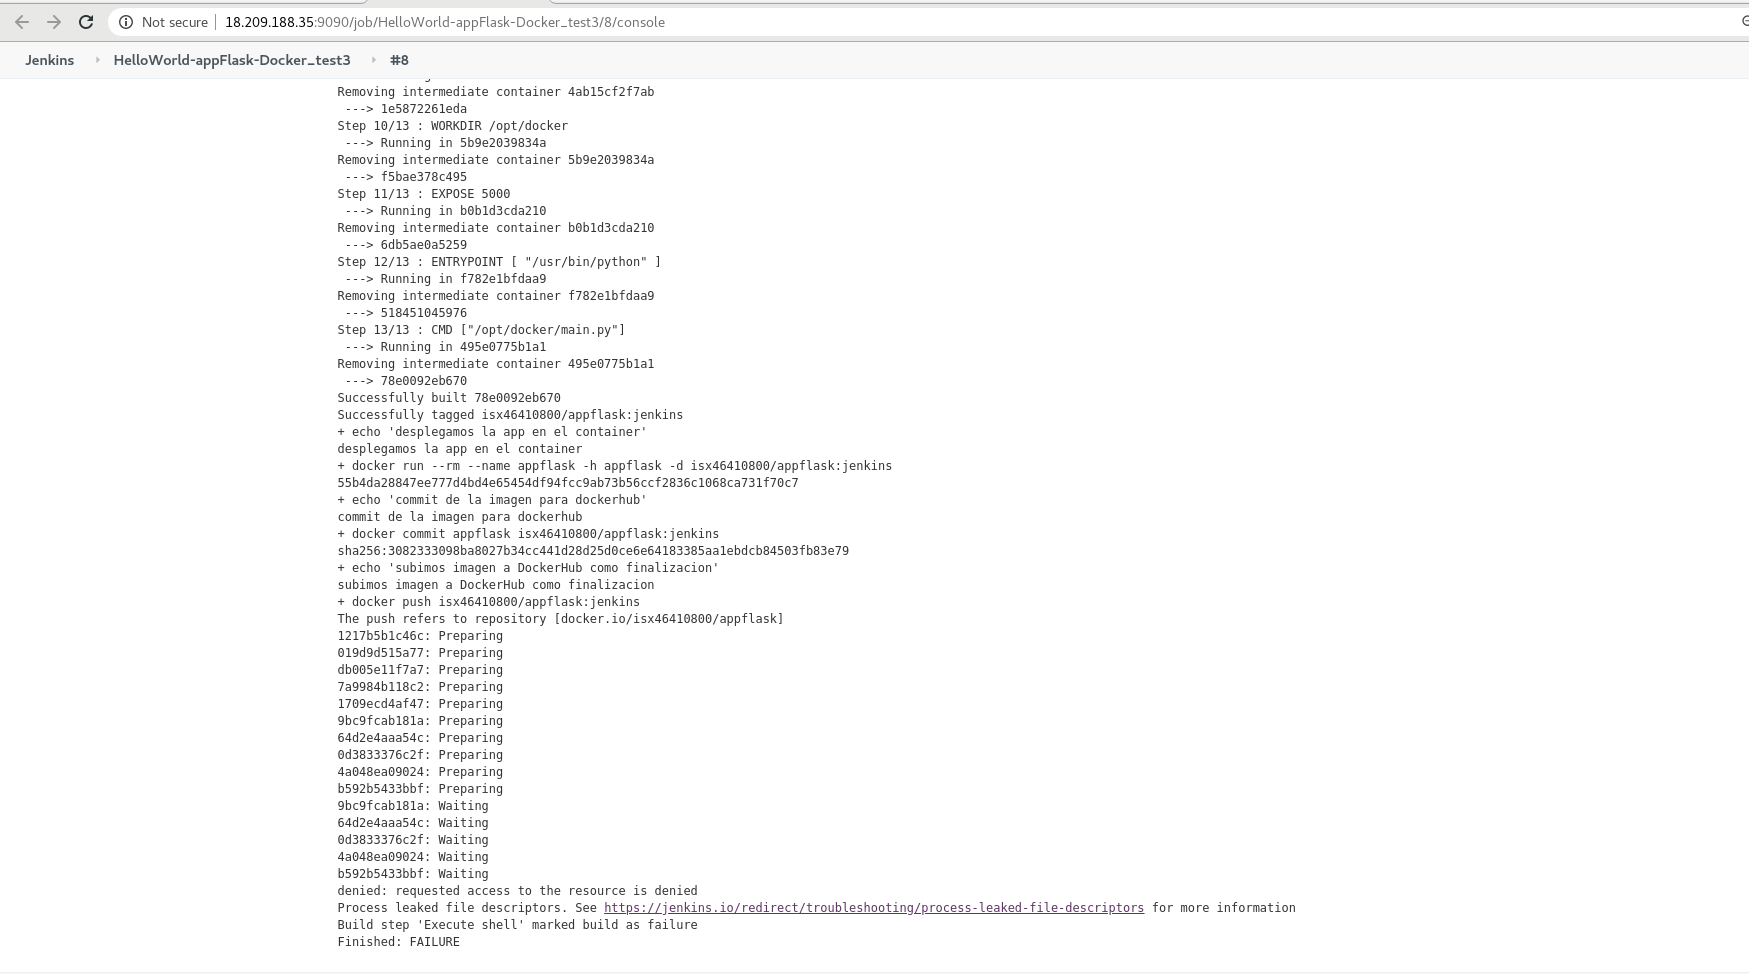 Not secure 18.209.188.35:9090/job/HelloWorld-appFlask-Docker_test3/8/console
Jenkins HelloWorld-appFlask-Docker_test3 #8
Removing intermediate container 4ab15cf2f7ab
---> 1e5872261eda
Step 10/13 : WORKDIR /opt/docker
---> Running in 5b9e2039834a
Removing intermediate container 5b9e2039834a
---> f5bae378c495
Step 11/13 : EXPOSE 5000
---> Running in b0b1d3cda210
Removing intermediate container b0b1d3cda210
---> 6db5ae0a5259
Step 12/13 : ENTRYPOINT [ "/usr/bin/python" ]
---> Running in f782e1bfdaa9
Removing intermediate container f782e1bfdaa9
---> 518451045976
Step 13/13 : CMD ["/opt/docker/main.py"]
---> Running in 495e0775b1a1
Removing intermediate container 495e0775b1a1
---> 78e0092eb670
Successfully built 78e0092eb670
Successfully tagged isx46410800/appflask:jenkins
+ echo 'desplegamos la app en el container'
desplegamos la app en el container
+ docker run --rm --name appflask -h appflask -d isx46410800/appflask:jenkins
55b4da28847ee777d4bd4e65454df94fcc9ab73b56ccf2836c1068ca731f70c7
+ echo 'commit de la imagen para dockerhub'
commit de la imagen para dockerhub
+ docker commit appflask isx46410800/appflask:jenkins
sha256:3082333098ba8027b34cc441d28d25d0ce6e64183385aa1ebdcb84503fb83e79
+ echo 'subimos imagen a DockerHub como finalizacion'
subimos imagen a DockerHub como finalizacion
+ docker push isx46410800/appflask:jenkins
The push refers to repository [docker.io/isx46410800/appflask]
1217b5b1c46c: Preparing
019d9d515a77: Preparing
db005e11f7a7: Preparing
7a9984b118c2: Preparing
1709ecd4af47: Preparing
9bc9fcab181a: Preparing
64d2e4aaa54c: Preparing
0d3833376c2f: Preparing
4a048ea09024: Preparing
b592b5433bbf: Preparing
9bc9fcab181a: Waiting
64d2e4aaa54c: Waiting
0d3833376c2f: Waiting
4a048ea09024: Waiting
b592b5433bbf: Waiting
denied: requested access to the resource is denied
Process leaked file descriptors. See https://jenkins.io/redirect/troubleshooting/process-leaked-file-descriptors for more information
Build step 'Execute shell' marked build as failure
Finished: FAILURE